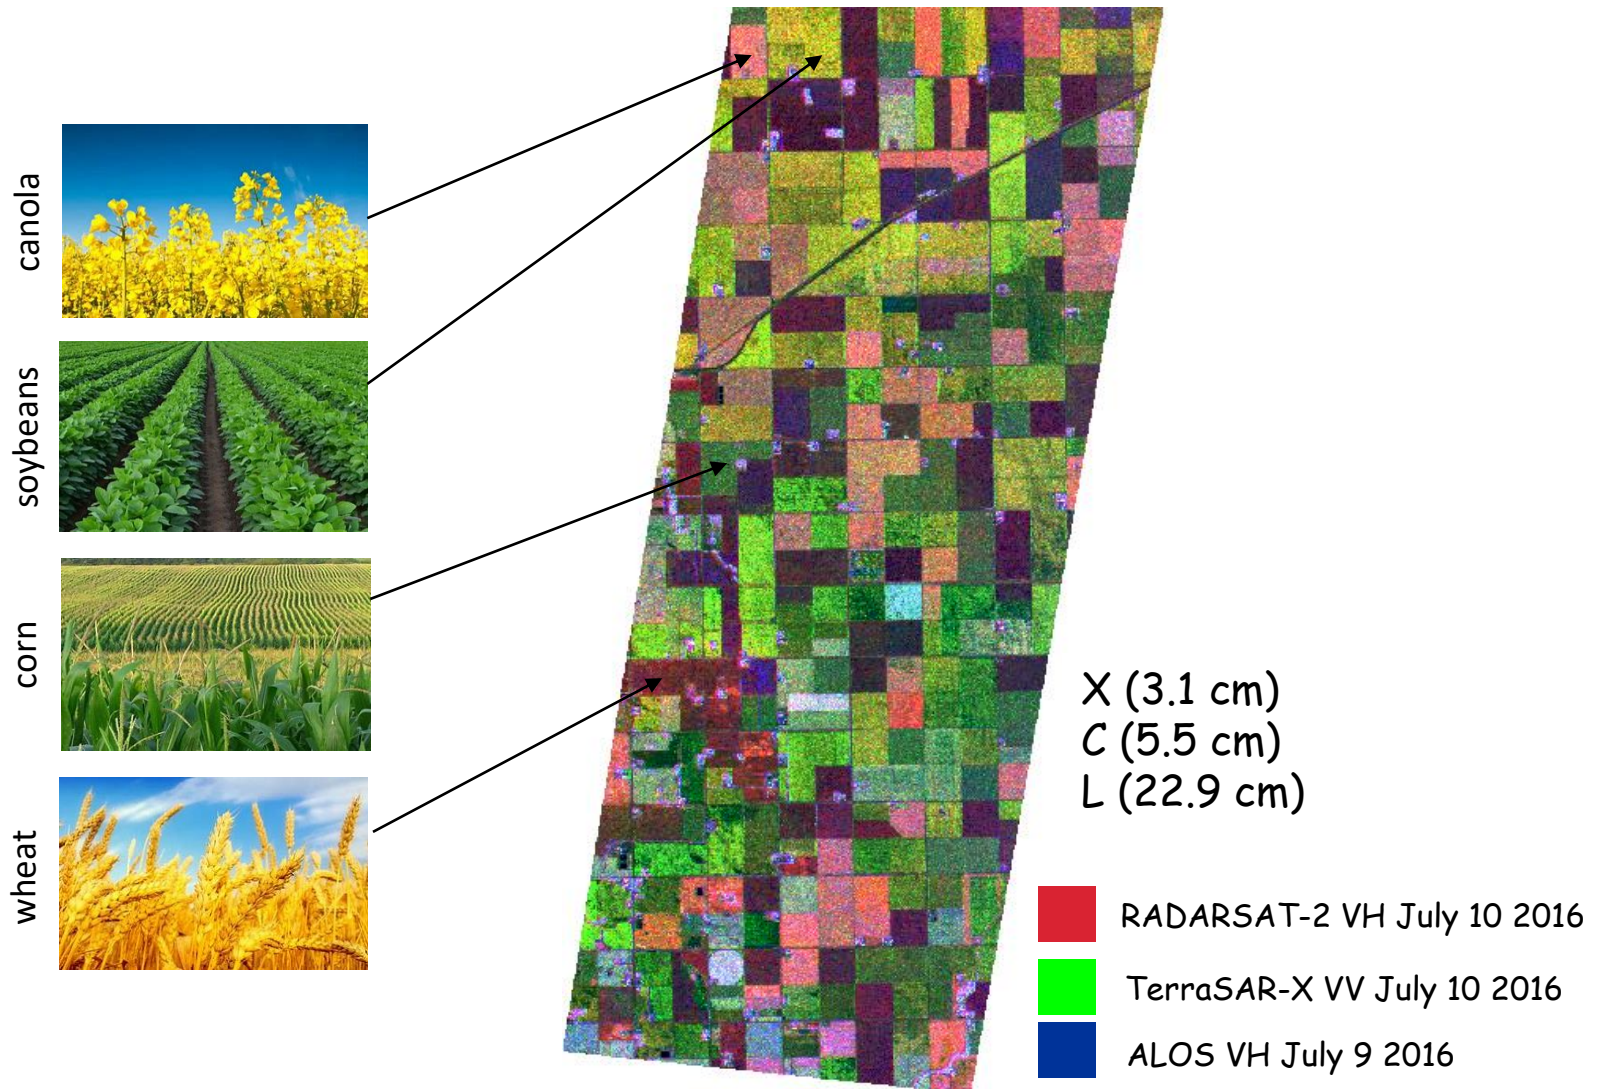 canola
soybeans
corn
wheat
X (3.1 cm)
C (5.5 cm)
L (22.9 cm)
RADARSAT-2 VH July 10 2016
TerraSAR-X VV July 10 2016
ALOS VH July 9 2016